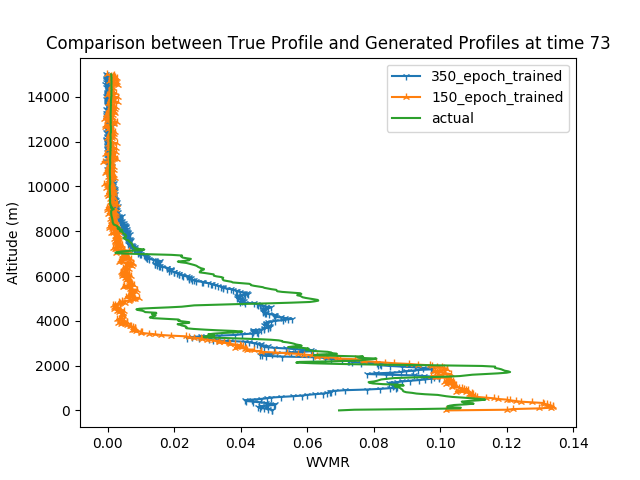 Comparison between True Profile and Generated Profiles at time 73
350_epoch_trained
150_epoch_trained
actual
Altitude (m)
14000
12000
10000
8000
6000
4000
2000
0
0.00 0.02 0.04 0.06 0.08 0.10 0.12 0.14
WVMR